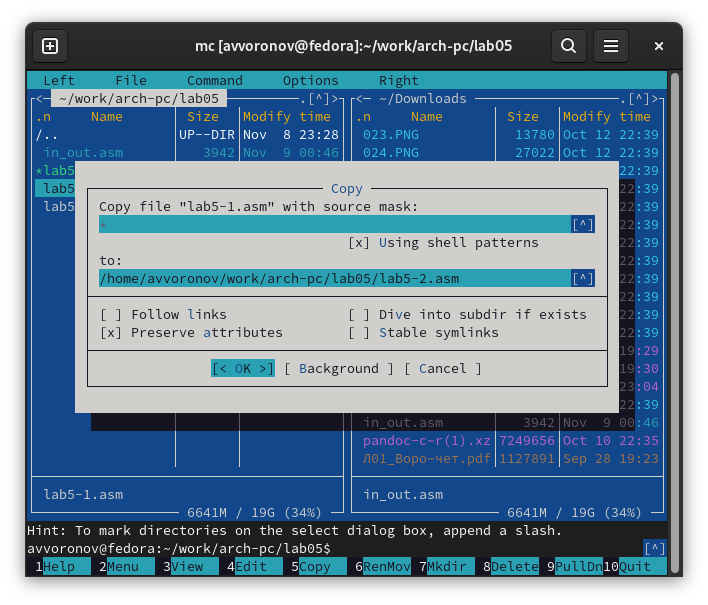 mc [avvoronov@fedora]:~/work/arch-pc/lab05
Left File Command Options Right
<─ ~/work/arch-pc/lab05 .[^]> <─ ~/Downloads .[^]>
.n Name Size Modify time .n Name Size Modify time
/.. UP--DIR Nov 8 23:28 023.PNG 13780 Oct 12 22:39
in_out.asm 3942 Nov 9 00:46 024.PNG 27022 Oct 12 22:39
*lab5 22:39
lab5 Copy 22:39
lab5 Copy file "lab5-1.asm" with source mask: 22:39
* [^] 22:39
[x] Using shell patterns 22:39
to: 22:39
/home/avvoronov/work/arch-pc/lab05/lab5-2.asm [^] 22:39
22:39
[ ] Follow links [ ] Dive into subdir if exists 22:39
[x] Preserve attributes [ ] Stable symlinks 22:39
19:29
[< OK >] [ Background ] [ Cancel ] 19:30
23:04
22:39
in_out.asm 3942 Nov 9 00:46
pandoc-c~r(1).xz 7249656 Oct 10 22:35
Л01_Воро~чет.pdf 1127891 Sep 28 19:23
lab5-1.asm in_out.asm
6641M / 19G (34%) 6641M / 19G (34%)
Hint: To mark directories on the select dialog box, append a slash.
avvoronov@fedora:~/work/arch-pc/lab05$ [^]
1Help 2Menu 3View 4Edit 5Copy 6RenMov 7Mkdir 8Delete 9PullDn 10Quit